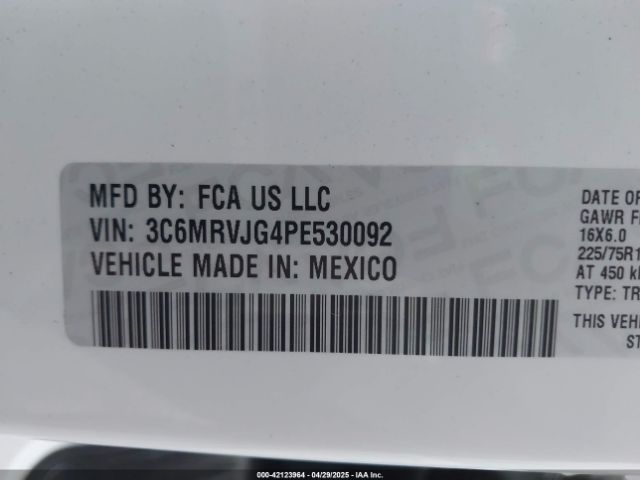 MFD BY: FCA US LLC
VIN: 3C6MRVJG4PE530092
VEHICLE MADE IN: MEXICO
DATE OF
GAWR F
16X6.0
225/75R1
AT 450 k
TYPE: TR
THIS VEHI
ST
000-42123964 - 04/29/2025 - IAA, Inc.